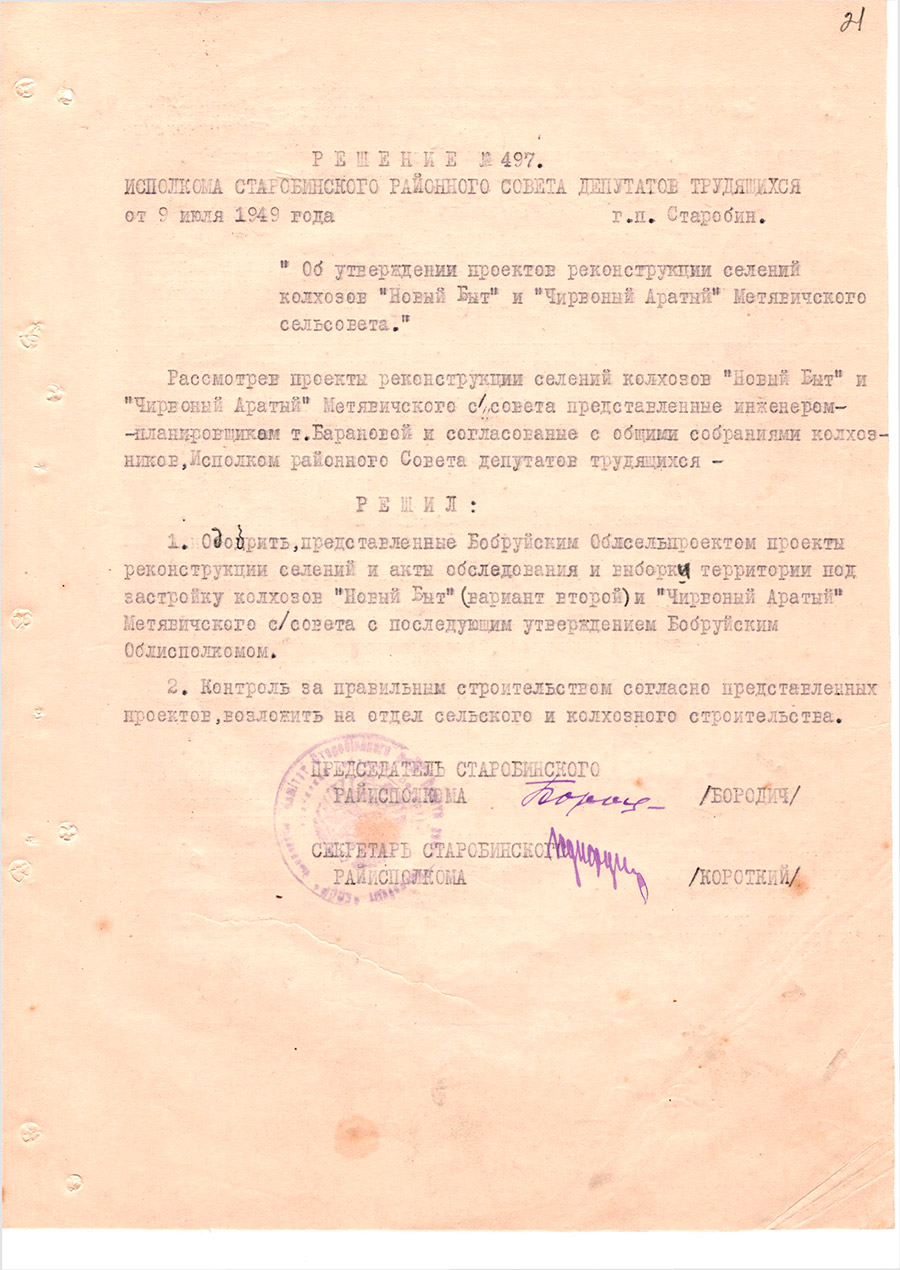 21
РЕШЕНИЕ № 497.
ИСПОЛКОМА СТАРОБИНСКОГО РАЙОННОГО СОВЕТА ДЕПУТАТОВ ТРУДЯЩИХСЯ
от 9 июля 1949 года г.п. Старобин.
" Об утверждении проектов реконструкции селений
колхозов "Новый Быт" и "Чирвоный Аратый" Метявичского
сельсовета."
Рассмотрев проекты реконструкции селений колхозов "Новый Быт" и
"Чирвоный Аратый" Метявичского с/совета представленные инженером-
-планировщикам т.Барановой и согласованые с общими собраниями колхоз-
ников,Исполком районного Совета депутатов трудящихся -
РЕШИЛ:
1. Одобрить,представленные Бобруйским Облсельпроектом проекты
реконструкции селений и акты обследования и выборки территории под
застройку колхозов "Новый Быт"(вариант второй)и "Чирвоный Аратый"
Метявичского с/совета с последующим утверждением Бобруйским
Облисполкомом.
2. Контроль за правильным строительством согласно представленных
проектов,возложить на отдел сельского и колхозного строительства.
ПРЕДСЕДАТЕЛЬ СТАРОБИНСКОГО
РАЙИСПОЛКОМА /БОРОДИЧ/
СЕКРЕТАРЬ СТАРОБИНСКОГО
РАЙИСПОЛКОМА /КОРОТКИЙ/